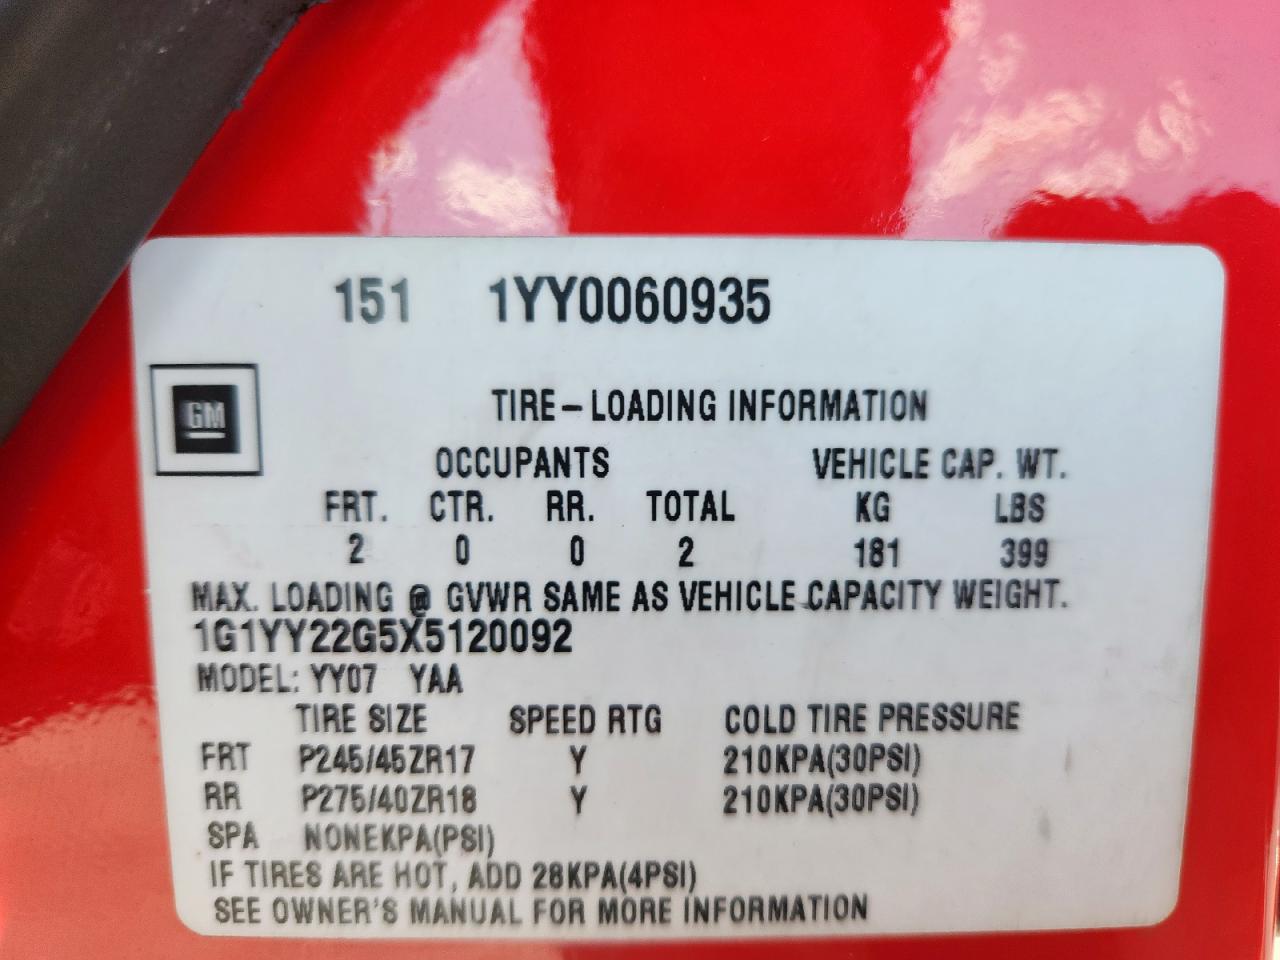 151 1YY0060935
GM
TIRE-LOADING INFORMATION
OCCUPANTS VEHICLE CAP. WT.
FRT. CTR. RR. TOTAL KG LBS
2 0 0 2 181 399
MAX. LOADING @ GVWR SAME AS VEHICLE CAPACITY WEIGHT.
1G1YY22G5X5120092
MODEL: YY07 YAA
TIRE SIZE SPEED RTG COLD TIRE PRESSURE
FRT P245/45ZR17 Y 210KPA(30PSI)
RR P275/40ZR18 Y 210KPA(30PSI)
SPA NONEKPA(PSI)
IF TIRES ARE HOT, ADD 28KPA(4PSI)
SEE OWNER'S MANUAL FOR MORE INFORMATION